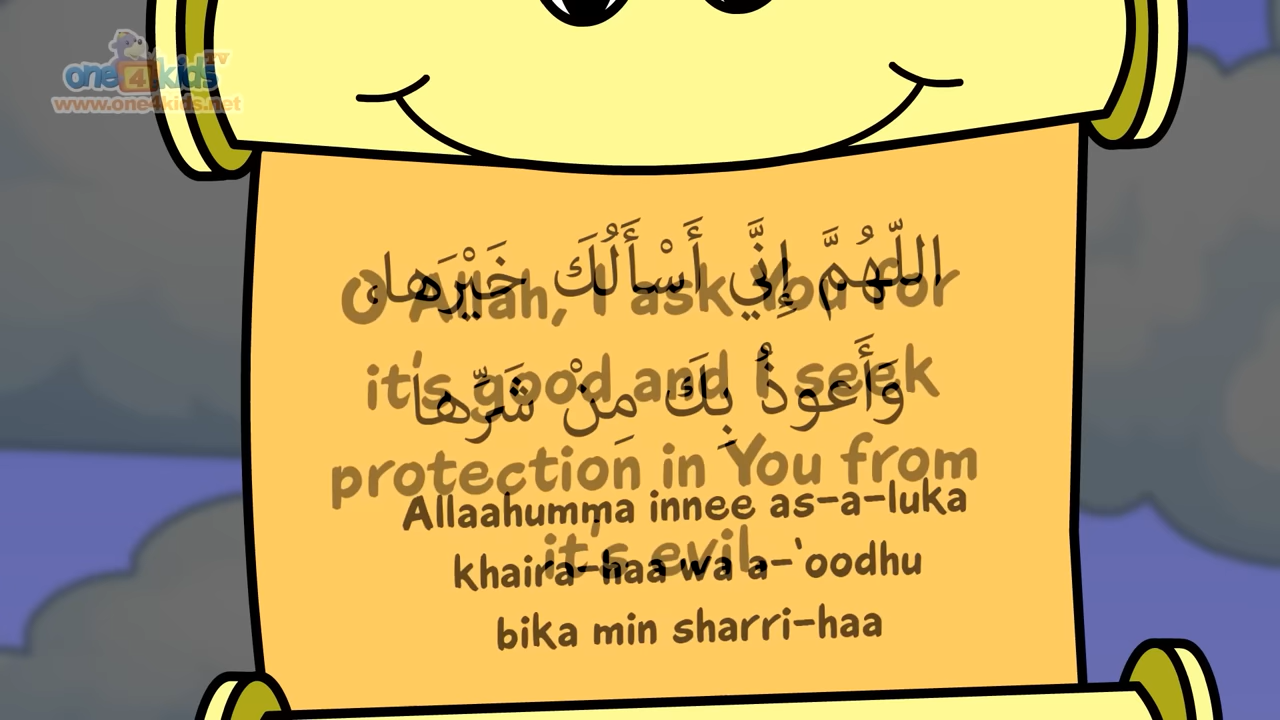 one4kids TV
www.one4kids.net
اللّهُمَّ إِنَّي أَسْأَلُكَ خَيْرَها،
وَأَعوذُ بِكَ مِنْ شَرِّها
O Allah, I ask You for
it's good and I seek
protection in You from
it's evil.
Allaahumma innee as-a-luka
khaira-haa wa a-'oodhu
bika min sharri-haa